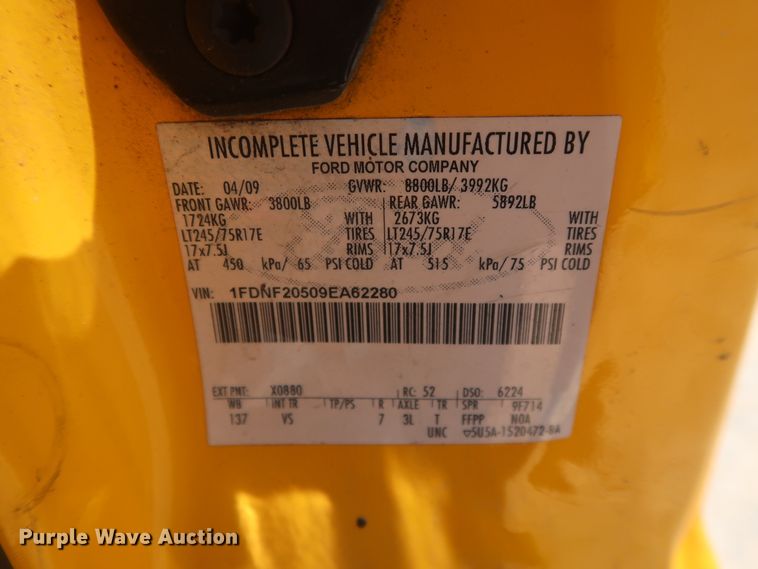 INCOMPLETE VEHICLE MANUFACTURED BY
FORD MOTOR COMPANY
DATE: 04/09 GVWR: 8800LB/ 3992KG
FRONT GAWR: 3800LB REAR GAWR: 5892LB
1724KG WITH 2673KG WITH
LT245/75R17E TIRES LT245/75R17E TIRES
17x7.5J RIMS 17x7.5J RIMS
AT 450 kPa/ 65 PSI COLD AT 515 kPa/ 75 PSI COLD
VIN: 1FDNF20509EA62280
EXT PNT: X0880 RC: 52 DSO: 6224
WB INT TR TP/PS R AXLE TR SPR 9F714
137 VS 7 3L T FFPP NOA
UNC 5U5A-1520472-BA
Purple Wave Auction